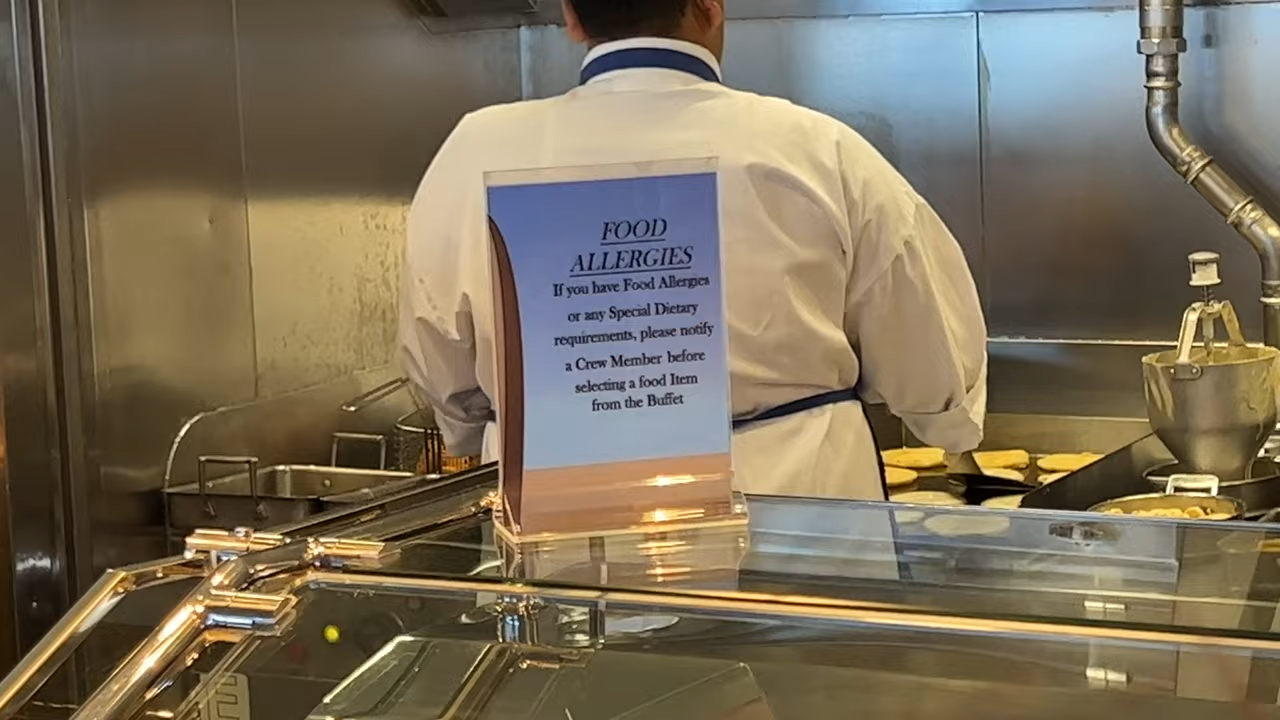 FOOD
ALLERGIES
If you have Food Allergies
or any Special Dietary
requirements, please notify
a Crew Member before
selecting a food Item
from the Buffet